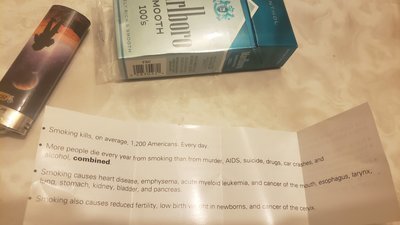 Marlboro
SMOOTH
100's
• Smoking kills, on average, 1,200 Americans. Every day.
• More people die every year from smoking than from murder, AIDS, suicide, drugs, car crashes, and
alcohol, combined
• Smoking causes heart disease, emphysema, acute myeloid leukemia, and cancer of the mouth, esophagus, larynx,
lung, stomach, kidney, bladder, and pancreas.
• Smoking also causes reduced fertility, low birth weight in newborns, and cancer of the cervix.